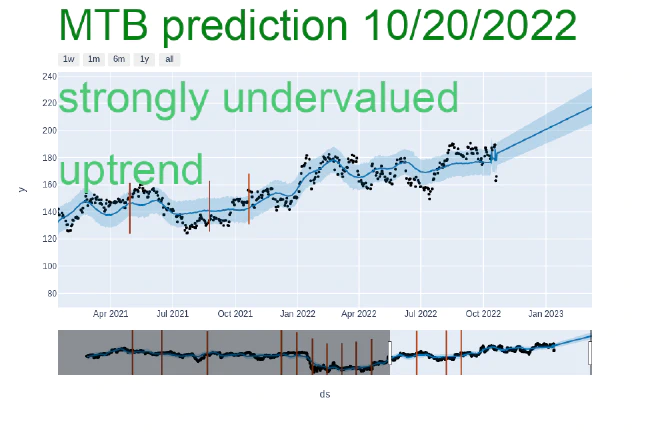 MTB prediction 10/20/2022
1w 1m 6m 1y all
240
strongly undervalued
220
200
180
uptrend
160
140
120
100
80
y
Apr 2021 Jul 2021 Oct 2021 Jan 2022 Apr 2022 Jul 2022 Oct 2022 Jan 2023
ds